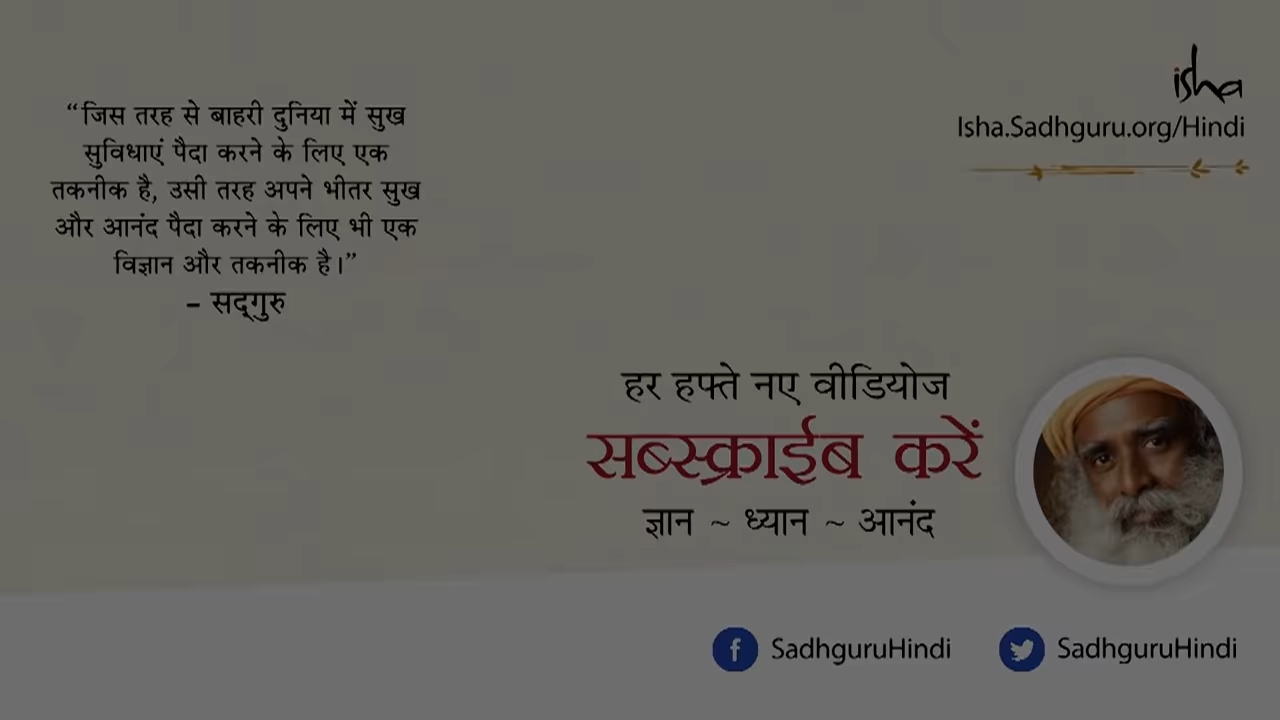 “जिस तरह से बाहरी दुनिया में सुख
सुविधाएं पैदा करने के लिए एक
तकनीक है, उसी तरह अपने भीतर सुख
और आनंद पैदा करने के लिए भी एक
विज्ञान और तकनीक है।”
– सद्गुरु
isha
Isha.Sadhguru.org/Hindi
हर हफ्ते नए वीडियोज
सब्स्क्राईब करें
ज्ञान ~ ध्यान ~ आनंद
SadhguruHindi
SadhguruHindi